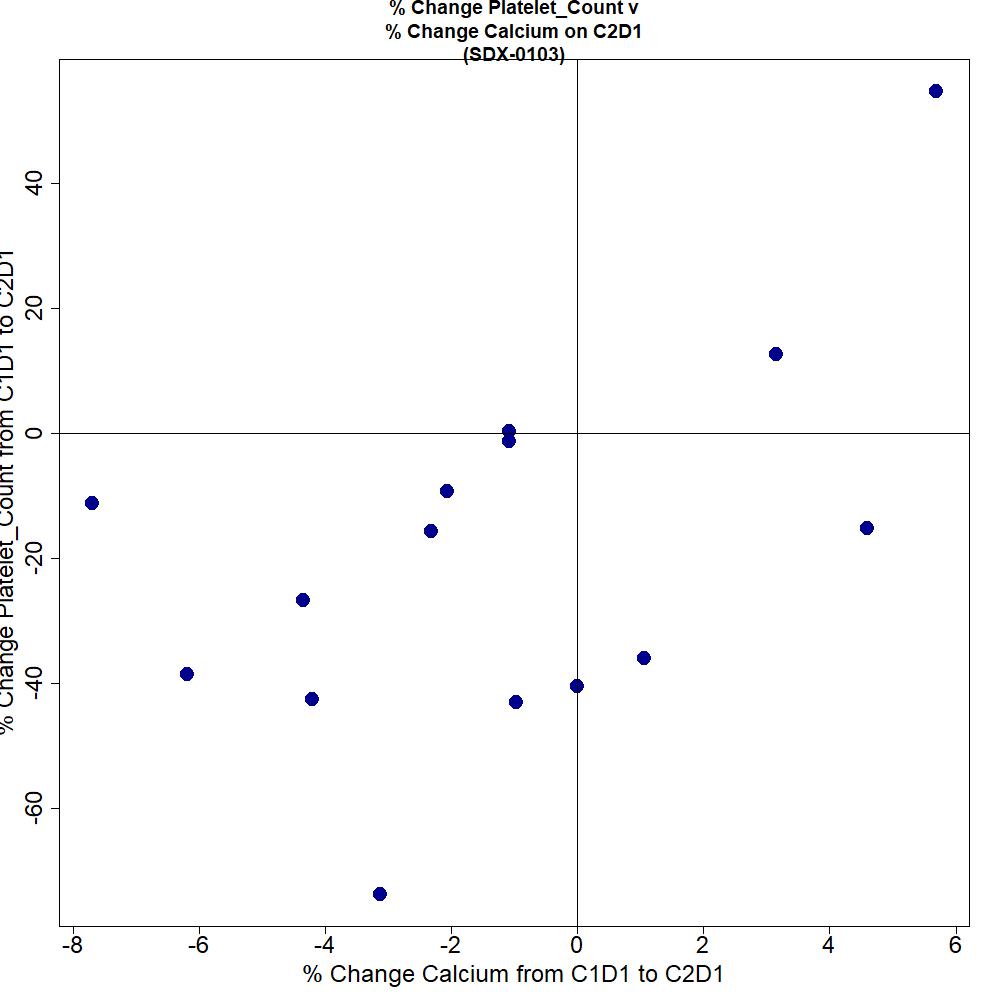 % Change Platelet_Count v
% Change Calcium on C2D1
(SDX-0103)
% Change Platelet_Count from C1D1 to C2D1
40
20
0
-20
-40
-60
-8
-6
-4
-2
0
2
4
6
% Change Calcium from C1D1 to C2D1